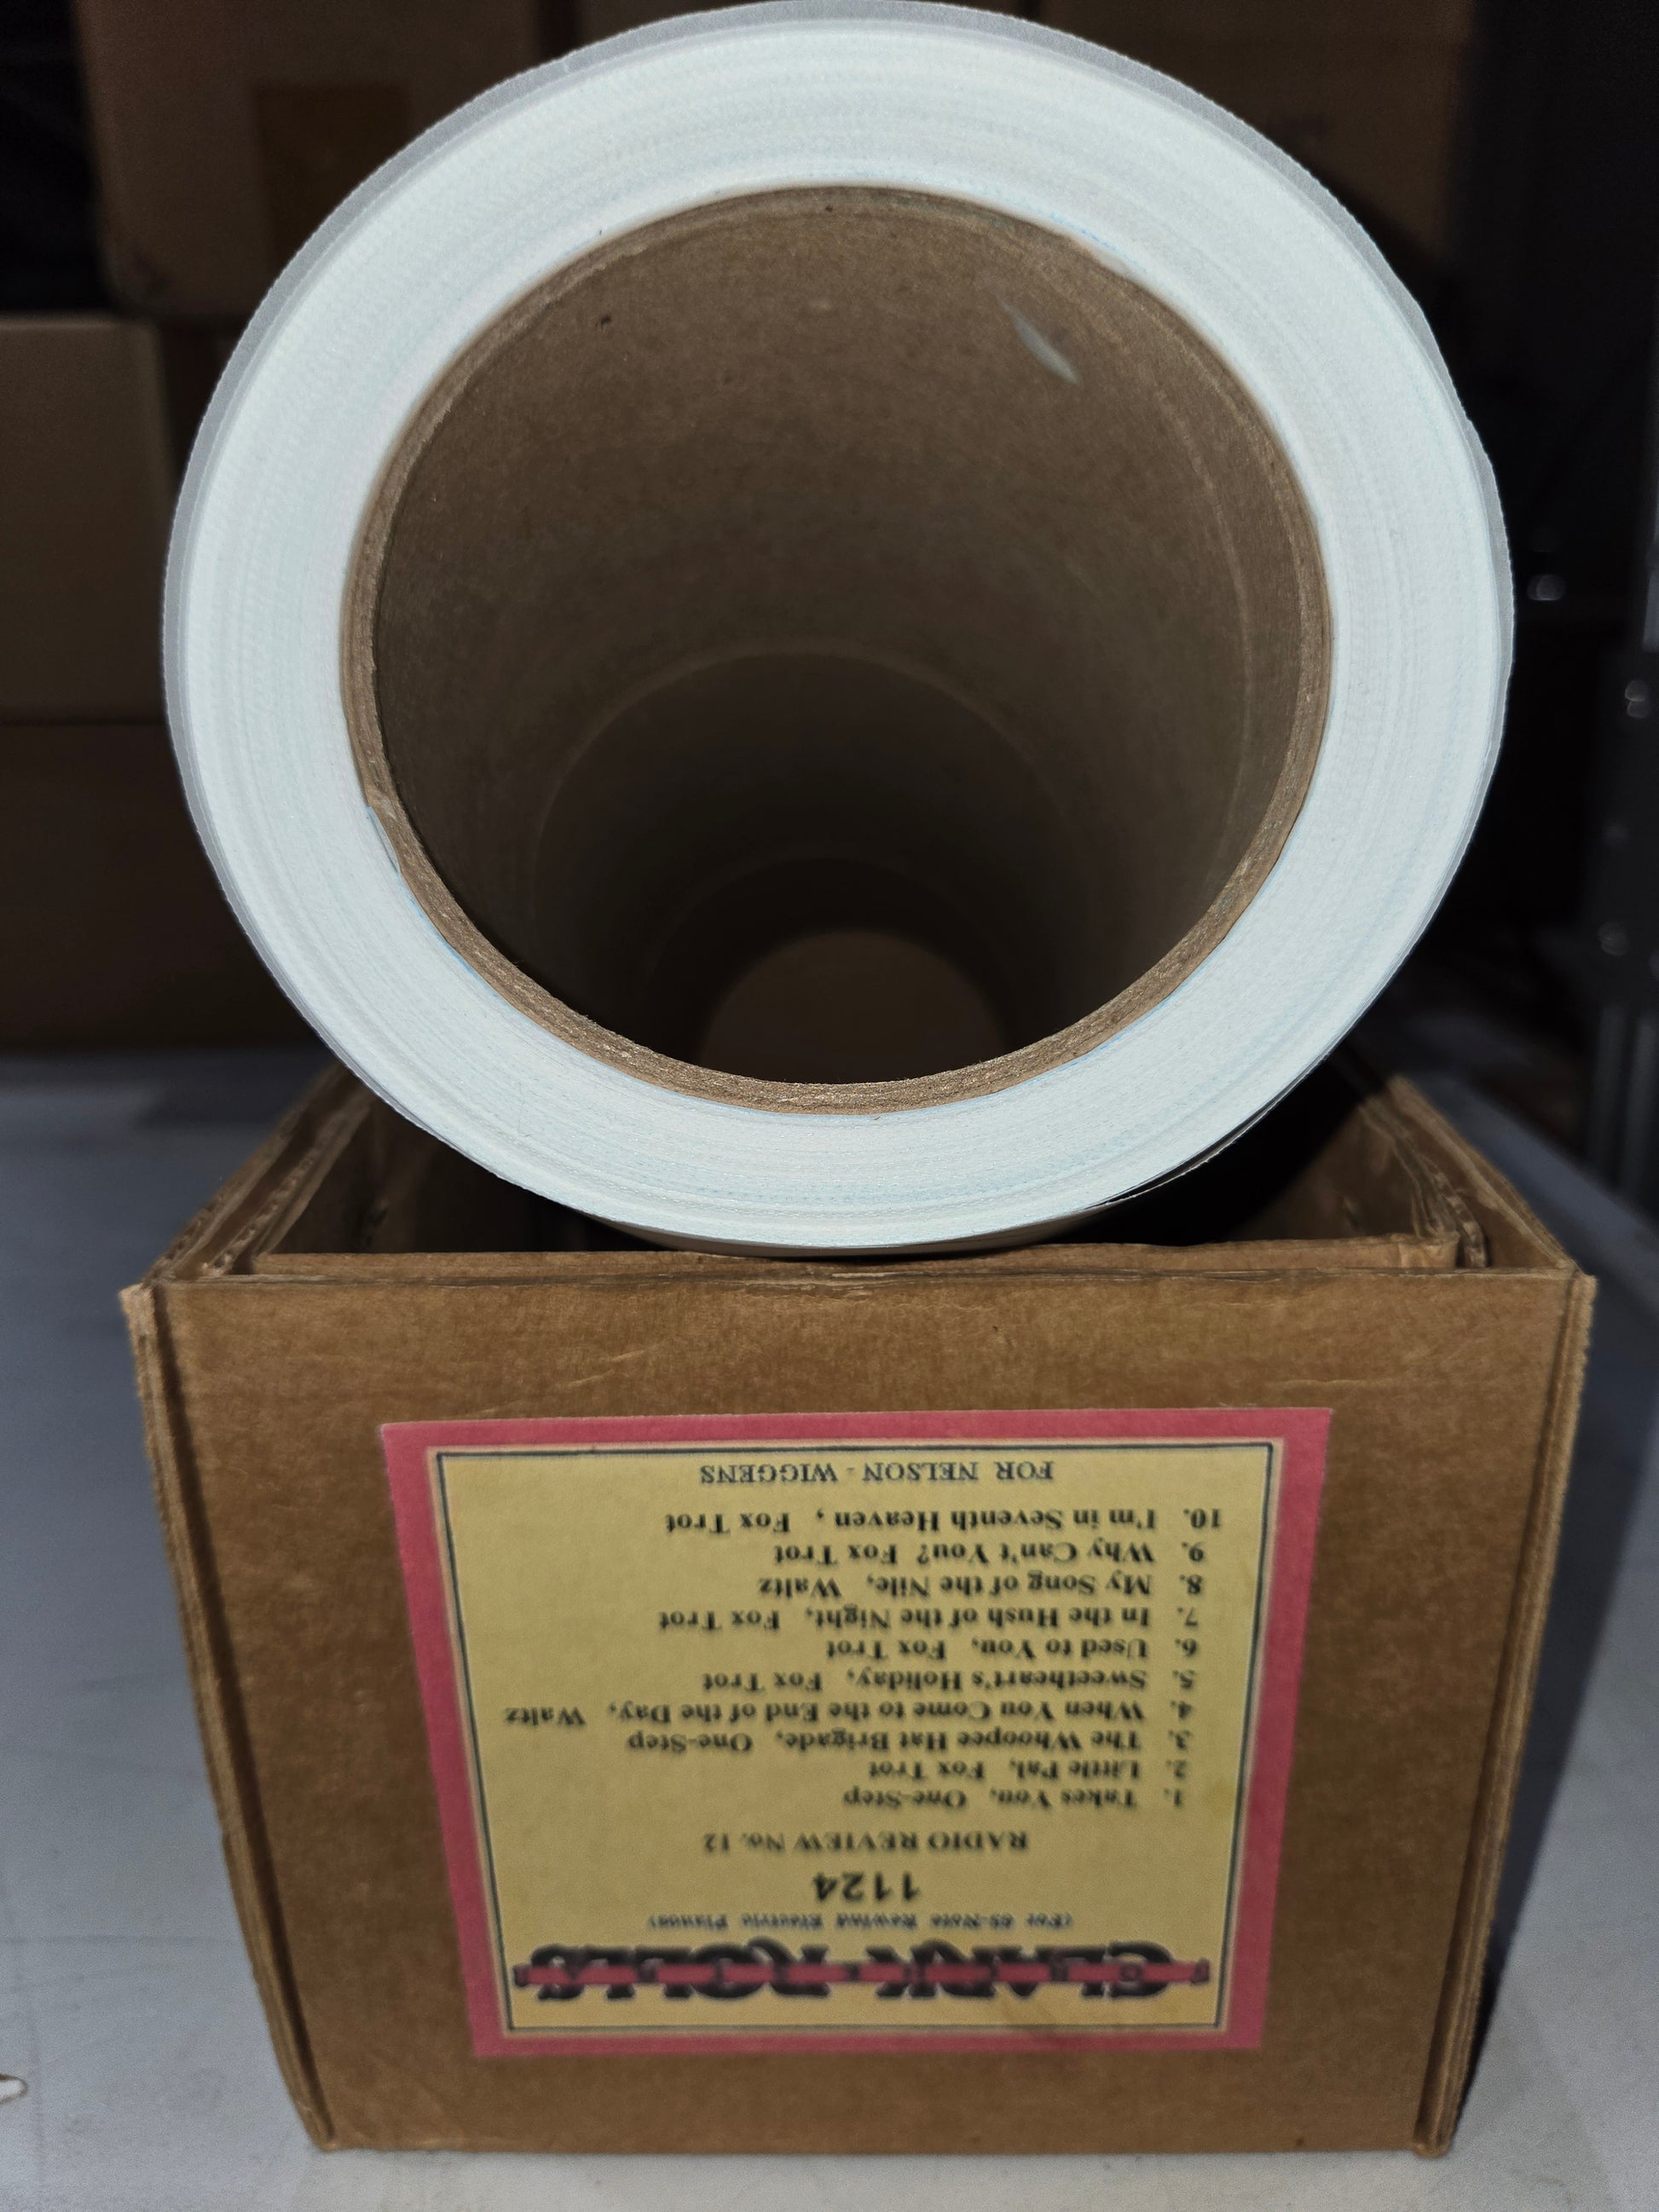 CLARK ROLLS
(For 65-Note Rewind Electric Pianos)
1124
RADIO REVIEW No. 12
1. Takes You, One-Step
2. Little Pal, Fox Trot
3. The Whoopee Hat Brigade, One-Step
4. When You Come to the End of the Day, Waltz
5. Sweetheart's Holiday, Fox Trot
6. Used to You, Fox Trot
7. In the Hush of the Night, Fox Trot
8. My Song of the Nile, Waltz
9. Why Can't You? Fox Trot
10. I'm in Seventh Heaven, Fox Trot
FOR NELSON - WIGGENS